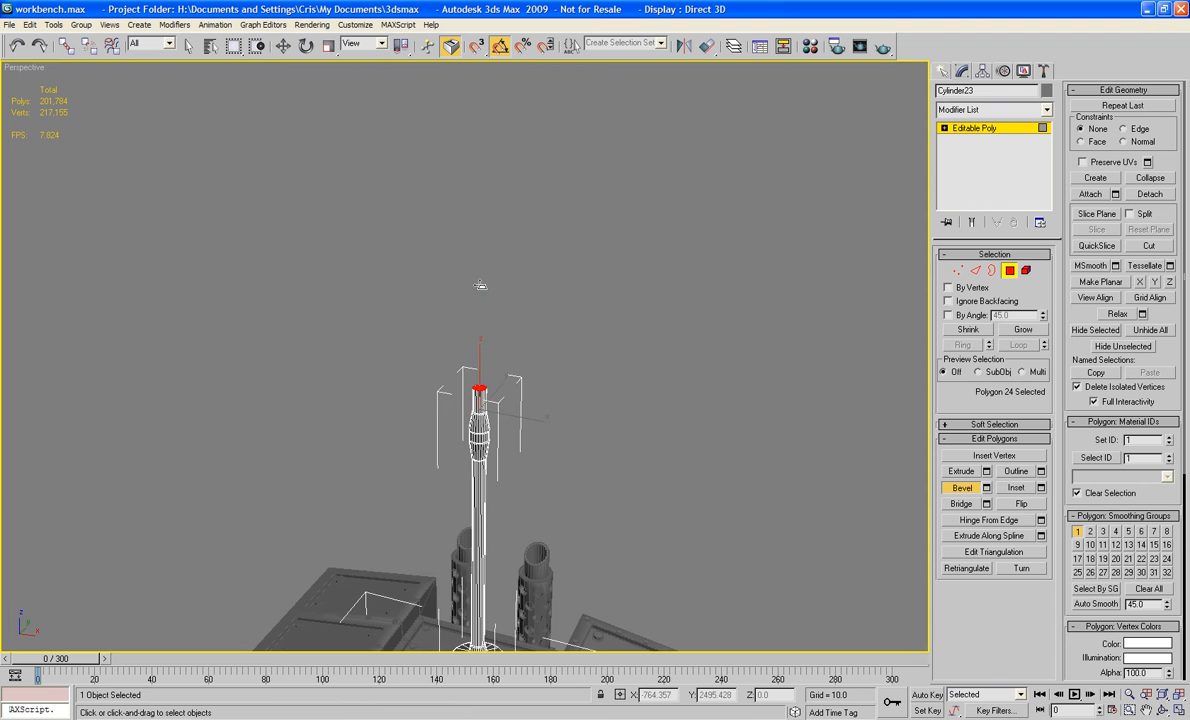 workbench.max - Project Folder: H:\Documents and Settings\Cris\My Documents\3dsmax - Autodesk 3ds Max 2009 - Not for Resale - Display : Direct 3D
File Edit Tools Group Views Create Modifiers Animation Graph Editors Rendering Customize MAXScript Help
All View Create Selection Set
Perspective
Total
Polys: 201,784
Verts: 217,155
FPS: 7.824
Cylinder23
Modifier List
Editable Poly
Selection
By Vertex
Ignore Backfacing
By Angle: 45.0
Shrink Grow
Ring Loop
Preview Selection
Off SubObj Multi
Polygon 24 Selected
Soft Selection
Edit Polygons
Insert Vertex
Extrude Outline
Bevel Inset
Bridge Flip
Hinge From Edge
Extrude Along Spline
Edit Triangulation
Retriangulate Turn
Edit Geometry
Repeat Last
Constraints
None Edge
Face Normal
Preserve UVs
Create Collapse
Attach Detach
Slice Plane Split
Slice Reset Plane
QuickSlice Cut
MSmooth Tessellate
Make Planar X Y Z
View Align Grid Align
Relax
Hide Selected Unhide All
Hide Unselected
Named Selections:
Copy Paste
Delete Isolated Vertices
Full Interactivity
Polygon: Material IDs
Set ID: 1
Select ID 1
Clear Selection
Polygon: Smoothing Groups
1 2 3 4 5 6 7 8
9 10 11 12 13 14 15 16
17 18 19 20 21 22 23 24
25 26 27 28 29 30 31 32
Select By SG Clear All
Auto Smooth 45.0
Polygon: Vertex Colors
Color:
Illumination:
Alpha: 100.0
z
x
z
y
x
0 / 300
0 20 40 60 80 100 120 140 160 180 200 220 240 260 280 300
1 Object Selected X: -764.357 Y: 2495.428 Z: 0.0 Grid = 10.0 Auto Key Selected
AXScript. Click or click-and-drag to select objects Add Time Tag Set Key Key Filters... 0